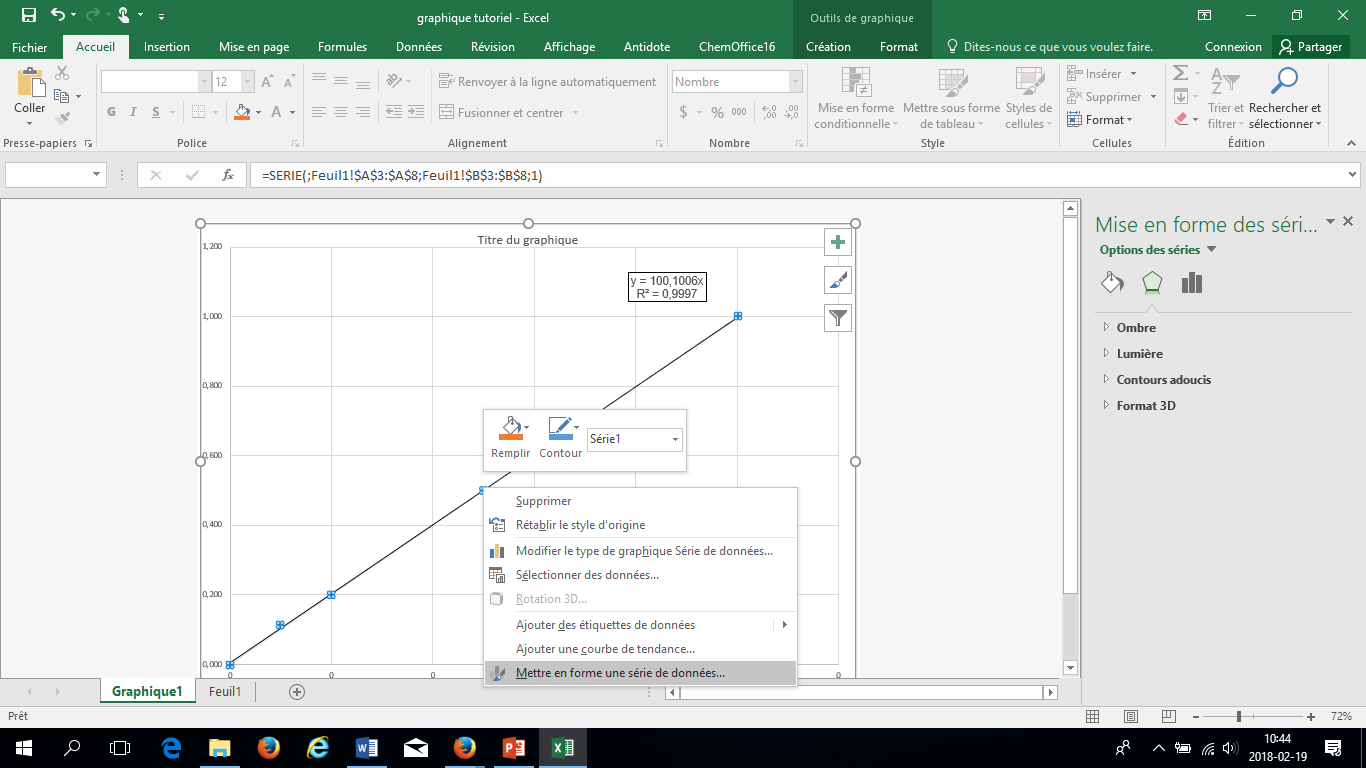 graphique tutoriel - Excel
Outils de graphique
Fichier Accueil Insertion Mise en page Formules Données Révision Affichage Antidote ChemOffice16 Création Format Dites-nous ce que vous voulez faire. Connexion Partager
Coller
Presse-papiers
12
G I S
Police
Renvoyer à la ligne automatiquement
Fusionner et centrer
Alignement
Nombre
$ % 000
Nombre
Mise en forme conditionnelle
Mettre sous forme de tableau
Styles de cellules
Style
Insérer
Supprimer
Format
Cellules
Trier et filtrer
Rechercher et sélectionner
Édition
fx =SERIE(;Feuil1!$A$3:$A$8;Feuil1!$B$3:$B$8;1)
Titre du graphique
1,200
y = 100,1006x
R² = 0,9997
1,000
0,800
0,600
0,400
0,200
0,000
0 0 0 0
Remplir Contour Série1
Supprimer
Rétablir le style d'origine
Modifier le type de graphique Série de données...
Sélectionner des données...
Rotation 3D...
Ajouter des étiquettes de données
Ajouter une courbe de tendance...
Mettre en forme une série de données...
Mise en forme des séri...
Options des séries
Ombre
Lumière
Contours adoucis
Format 3D
Graphique1 Feuil1
Prêt
72%
10:44
2018-02-19